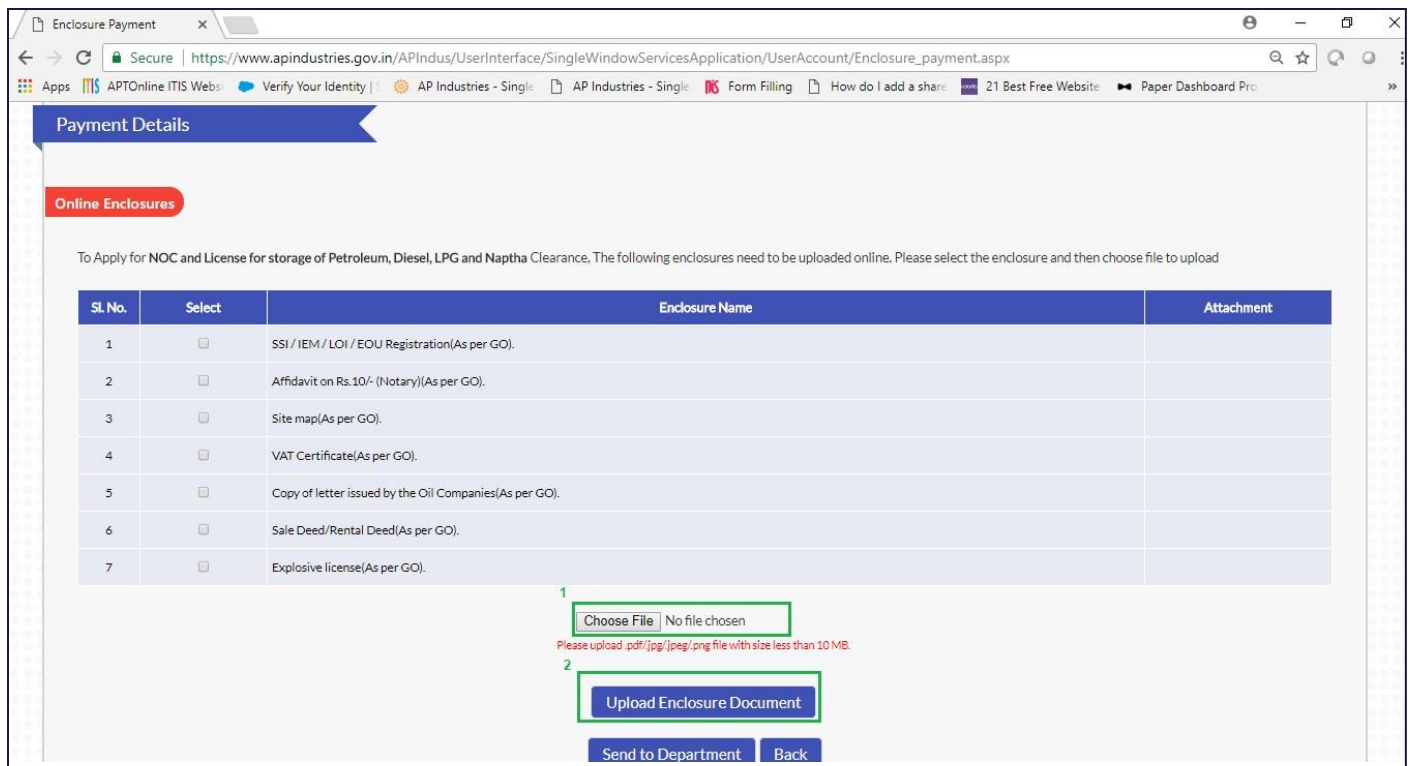 Enclosure Payment
Secure | https://www.apindustries.gov.in/APIndus/UserInterface/SingleWindowServicesApplication/UserAccount/Enclosure_payment.aspx
Apps APTOnline ITIS Webs Verify Your Identity | AP Industries - Single AP Industries - Single Form Filling How do I add a share 21 Best Free Website Paper Dashboard Pro
Payment Details
Online Enclosures
To Apply for NOC and License for storage of Petroleum, Diesel, LPG and Naptha Clearance, The following enclosures need to be uploaded online. Please select the enclosure and then choose file to upload
Sl. No. Select Enclosure Name Attachment
1 SSI / IEM / LOI / EOU Registration(As per GO).
2 Affidavit on Rs.10/- (Notary)(As per GO).
3 Site map(As per GO).
4 VAT Certificate(As per GO).
5 Copy of letter issued by the Oil Companies(As per GO).
6 Sale Deed/Rental Deed(As per GO).
7 Explosive license(As per GO).
1
Choose File No file chosen
Please upload .pdf/.jpg/.jpeg/.png file with size less than 10 MB.
2
Upload Enclosure Document
Send to Department Back